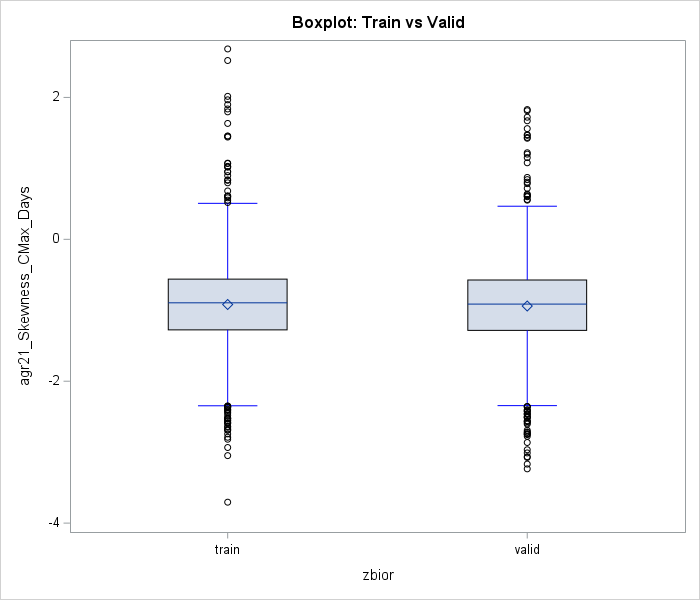 Boxplot: Train vs Valid
agr21_Skewness_CMax_Days
2
0
-2
-4
train valid
zbior